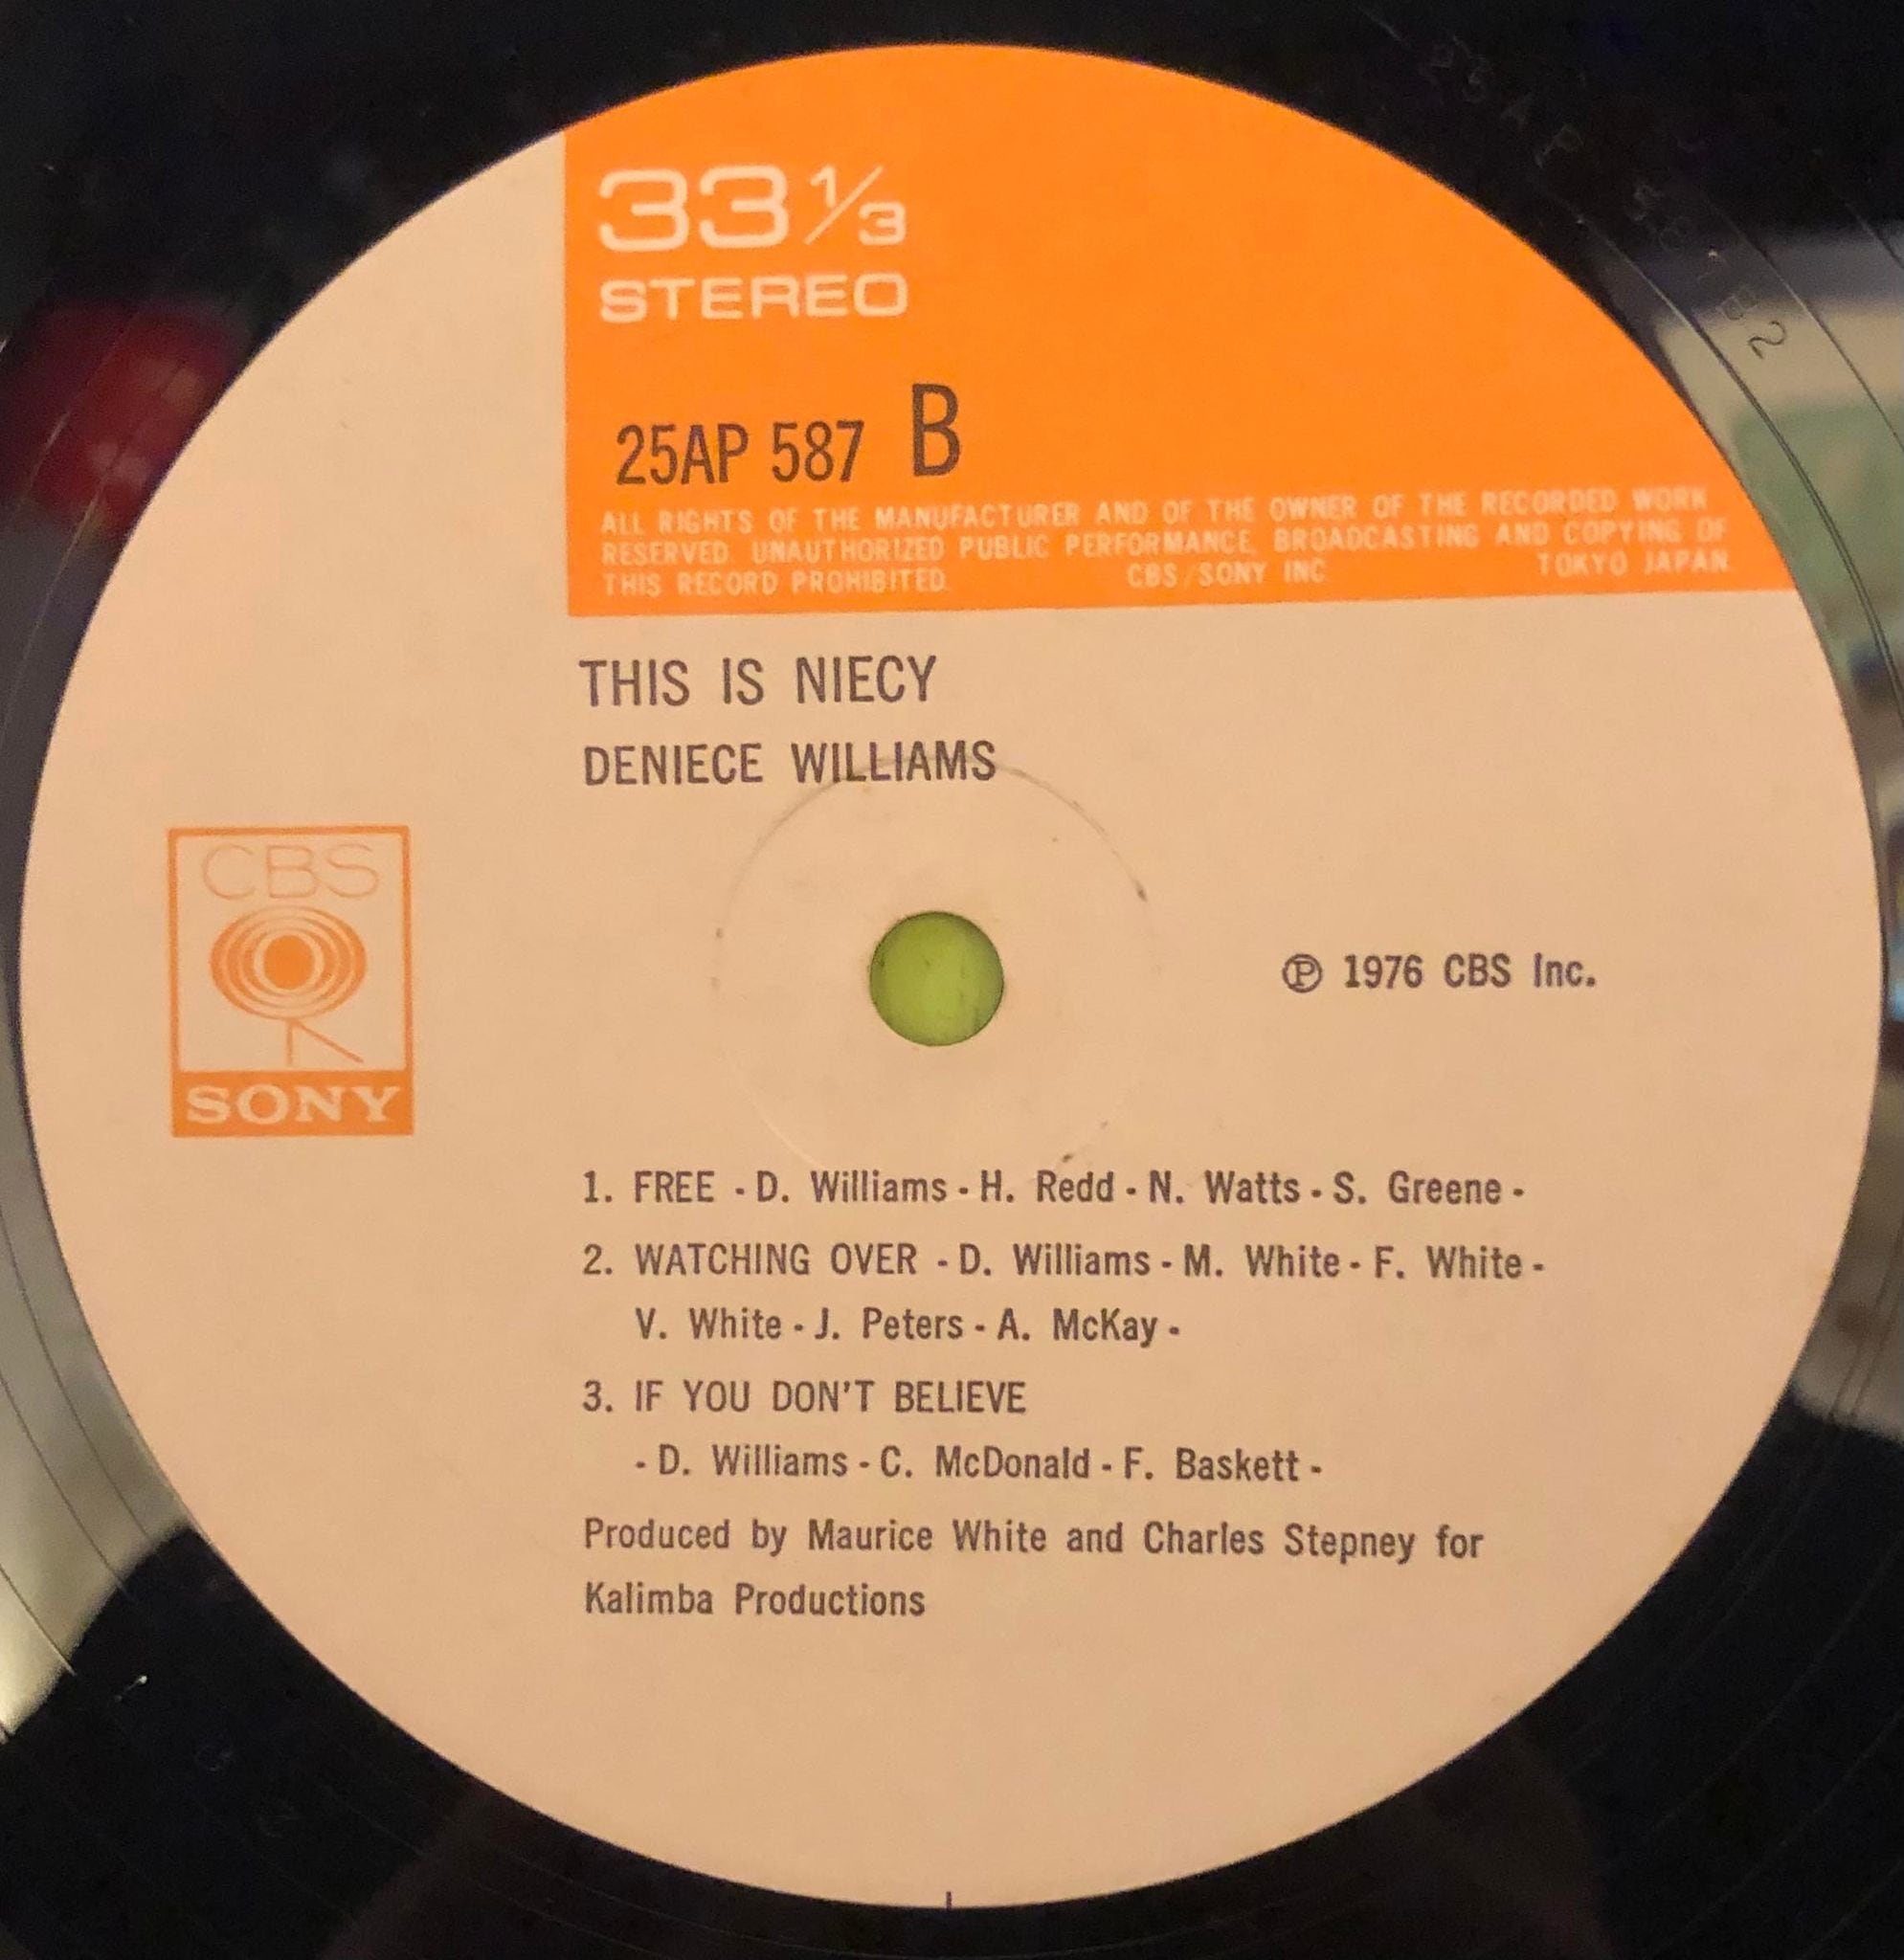 33 1/3
STEREO
25AP 587 B
ALL RIGHTS OF THE MANUFACTURER AND OF THE OWNER OF THE RECORDED WORK
RESERVED. UNAUTHORIZED PUBLIC PERFORMANCE, BROADCASTING AND COPYING OF
THIS RECORD PROHIBITED. CBS/SONY INC. TOKYO JAPAN
THIS IS NIECY
DENIECE WILLIAMS
CBS
SONY
Ⓟ 1976 CBS Inc.
1. FREE - D. Williams - H. Redd - N. Watts - S. Greene -
2. WATCHING OVER - D. Williams - M. White - F. White -
V. White - J. Peters - A. McKay -
3. IF YOU DON'T BELIEVE
- D. Williams - C. McDonald - F. Baskett -
Produced by Maurice White and Charles Stepney for
Kalimba Productions